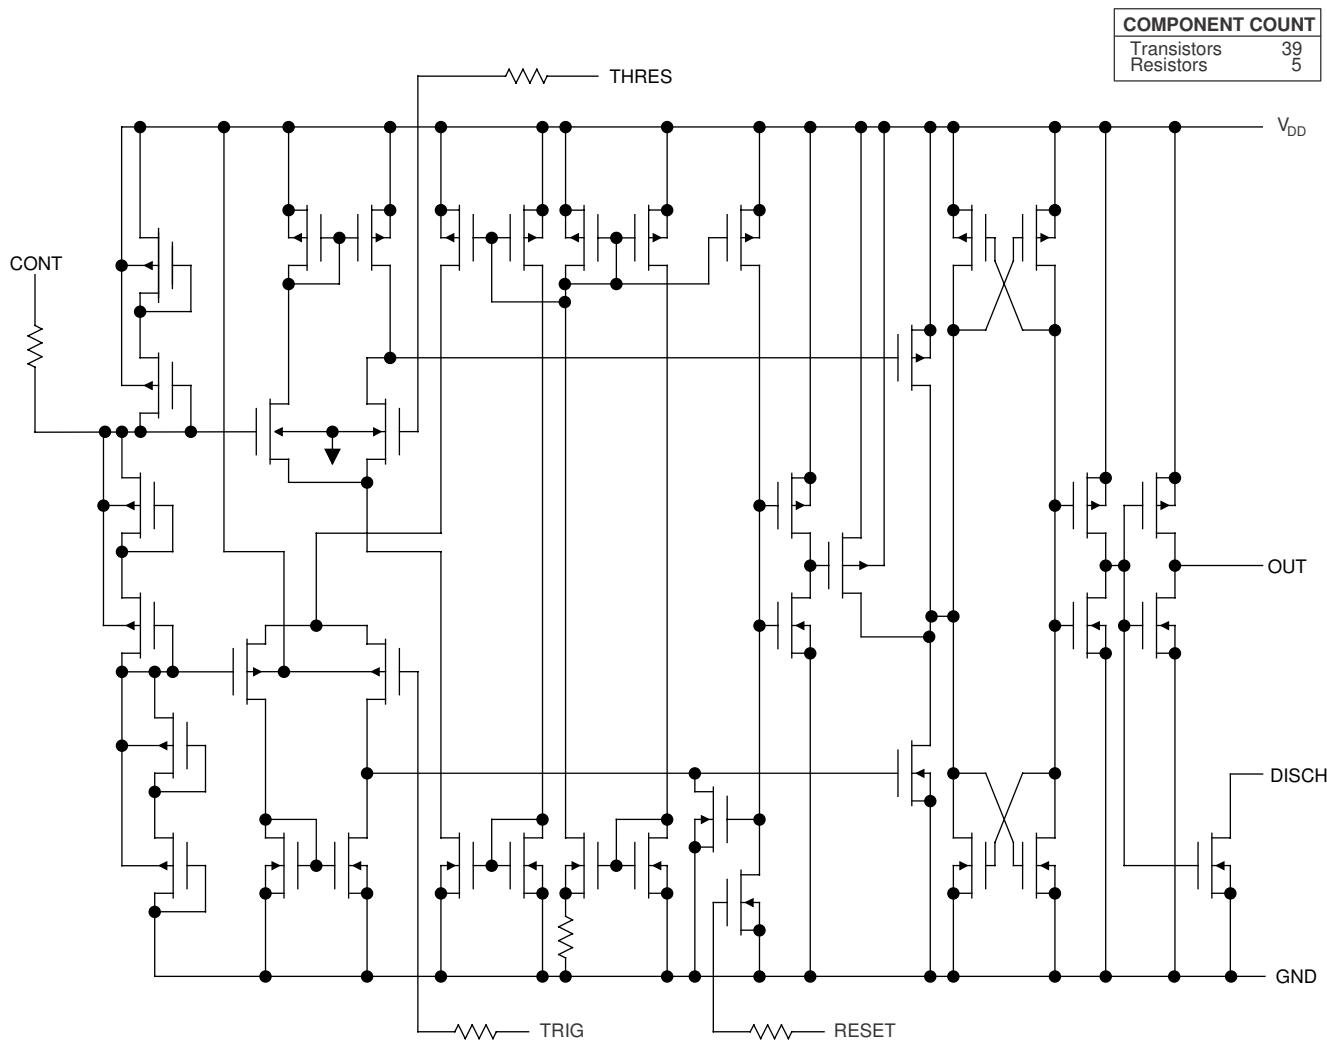 COMPONENT COUNT
Transistors 39
Resistors 5
THRES
VDD
CONT
OUT
DISCH
GND
TRIG
RESET